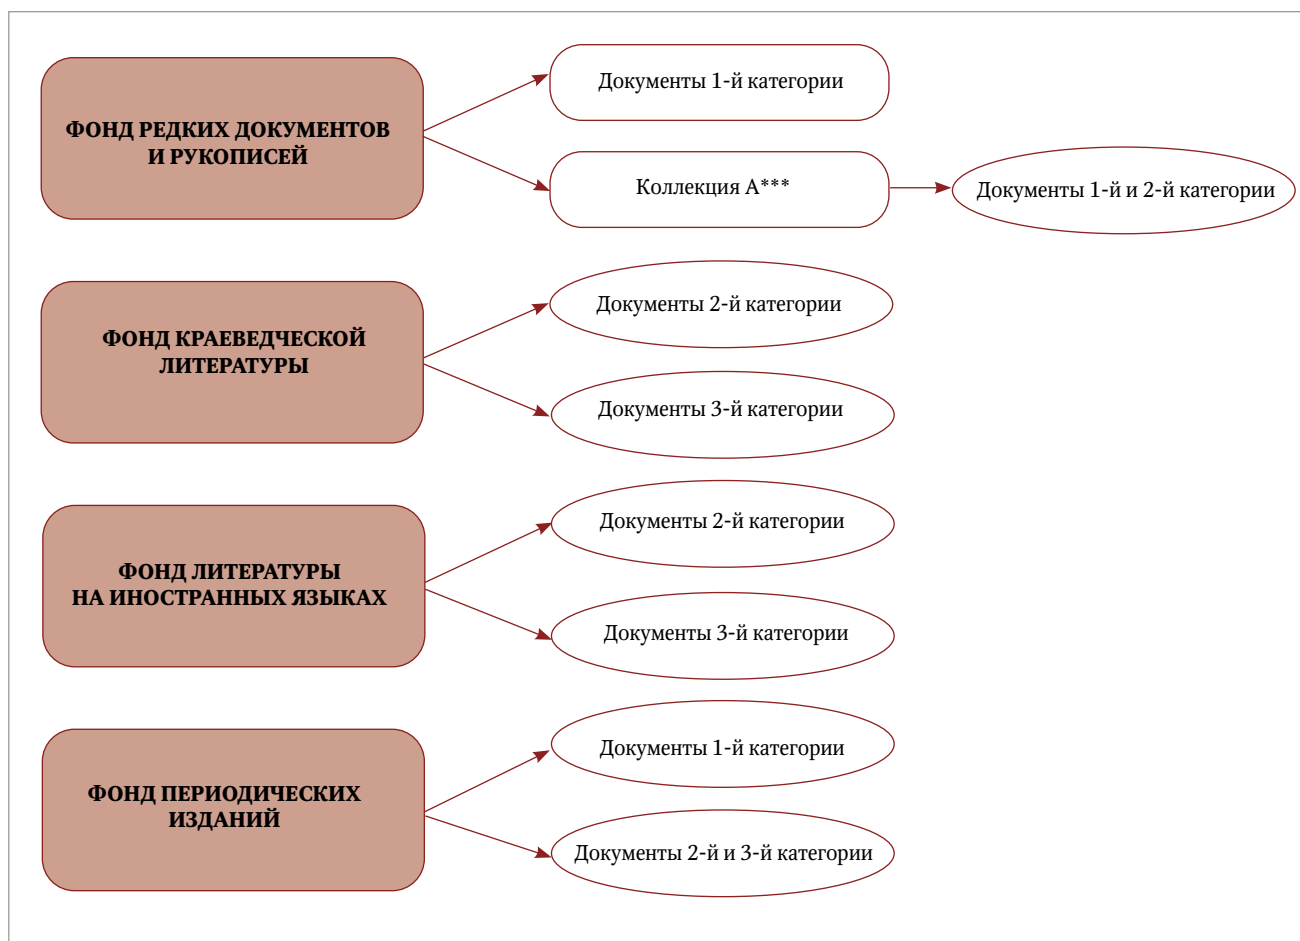 ФОНД РЕДКИХ ДОКУМЕНТОВ
И РУКОПИСЕЙ
Документы 1-й категории
Коллекция А***
Документы 1-й и 2-й категории
ФОНД КРАЕВЕДЧЕСКОЙ
ЛИТЕРАТУРЫ
Документы 2-й категории
Документы 3-й категории
ФОНД ЛИТЕРАТУРЫ
НА ИНОСТРАННЫХ ЯЗЫКАХ
Документы 2-й категории
Документы 3-й категории
ФОНД ПЕРИОДИЧЕСКИХ
ИЗДАНИЙ
Документы 1-й категории
Документы 2-й и 3-й категории